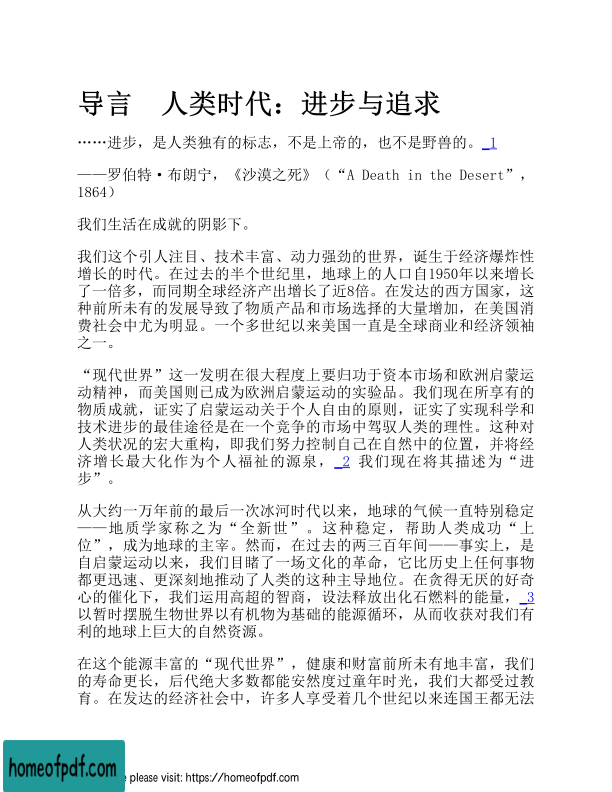 导言　人类时代：进步与追求
……进步，是人类独有的标志，不是上帝的，也不是野兽的。_1
——罗伯特·布朗宁，《沙漠之死》（“A Death in the Desert”，
1864）
我们生活在成就的阴影下。
我们这个引人注目、技术丰富、动力强劲的世界，诞生于经济爆炸性
增长的时代。在过去的半个世纪里，地球上的人口自1950年以来增长
了一倍多，而同期全球经济产出增长了近8倍。在发达的西方国家，这
种前所未有的发展导致了物质产品和市场选择的大量增加，在美国消
费社会中尤为明显。一个多世纪以来美国一直是全球商业和经济领袖
之一。
“现代世界”这一发明在很大程度上要归功于资本市场和欧洲启蒙运
动精神，而美国则已成为欧洲启蒙运动的实验品。我们现在所享有的
物质成就，证实了启蒙运动关于个人自由的原则，证实了实现科学和
技术进步的最佳途径是在一个竞争的市场中驾驭人类的理性。这种对
人类状况的宏大重构，即我们努力控制自己在自然中的位置，并将经
济增长最大化作为个人福祉的源泉，_2 我们现在将其描述为“进
步”。
从大约一万年前的最后一次冰河时代以来，地球的气候一直特别稳定
——地质学家称之为“全新世”。这种稳定，帮助人类成功“上
位”，成为地球的主宰。然而，在过去的两三百年间——事实上，是
自启蒙运动以来，我们目睹了一场文化的革命，它比历史上任何事物
都更迅速、更深刻地推动了人类的这种主导地位。在贪得无厌的好奇
心的催化下，我们运用高超的智商，设法释放出化石燃料的能量，_3
以暂时摆脱生物世界以有机物为基础的能源循环，从而收获对我们有
利的地球上巨大的自然资源。
在这个能源丰富的“现代世界”，健康和财富前所未有地丰富，我们
的寿命更长，后代绝大多数都能安然度过童年时光，我们大都受过教
育。在发达的经济社会中，许多人享受着几个世纪以来连国王都无法
homeofpdf.com
e please visit: https://homeofpdf.com